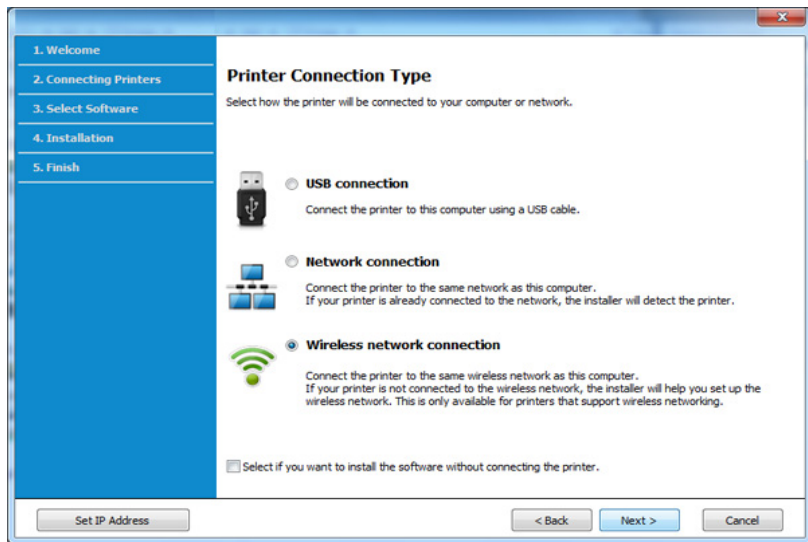 1. Welcome
2. Connecting Printers
3. Select Software
4. Installation
5. Finish
Printer Connection Type
Select how the printer will be connected to your computer or network.
USB connection
Connect the printer to this computer using a USB cable.
Network connection
Connect the printer to the same network as this computer.
If your printer is already connected to the network, the installer will detect the printer.
Wireless network connection
Connect the printer to the same wireless network as this computer.
If your printer is not connected to the wireless network, the installer will help you set up the
wireless network. This is only available for printers that support wireless networking.
Select if you want to install the software without connecting the printer.
Set IP Address
< Back
Next >
Cancel